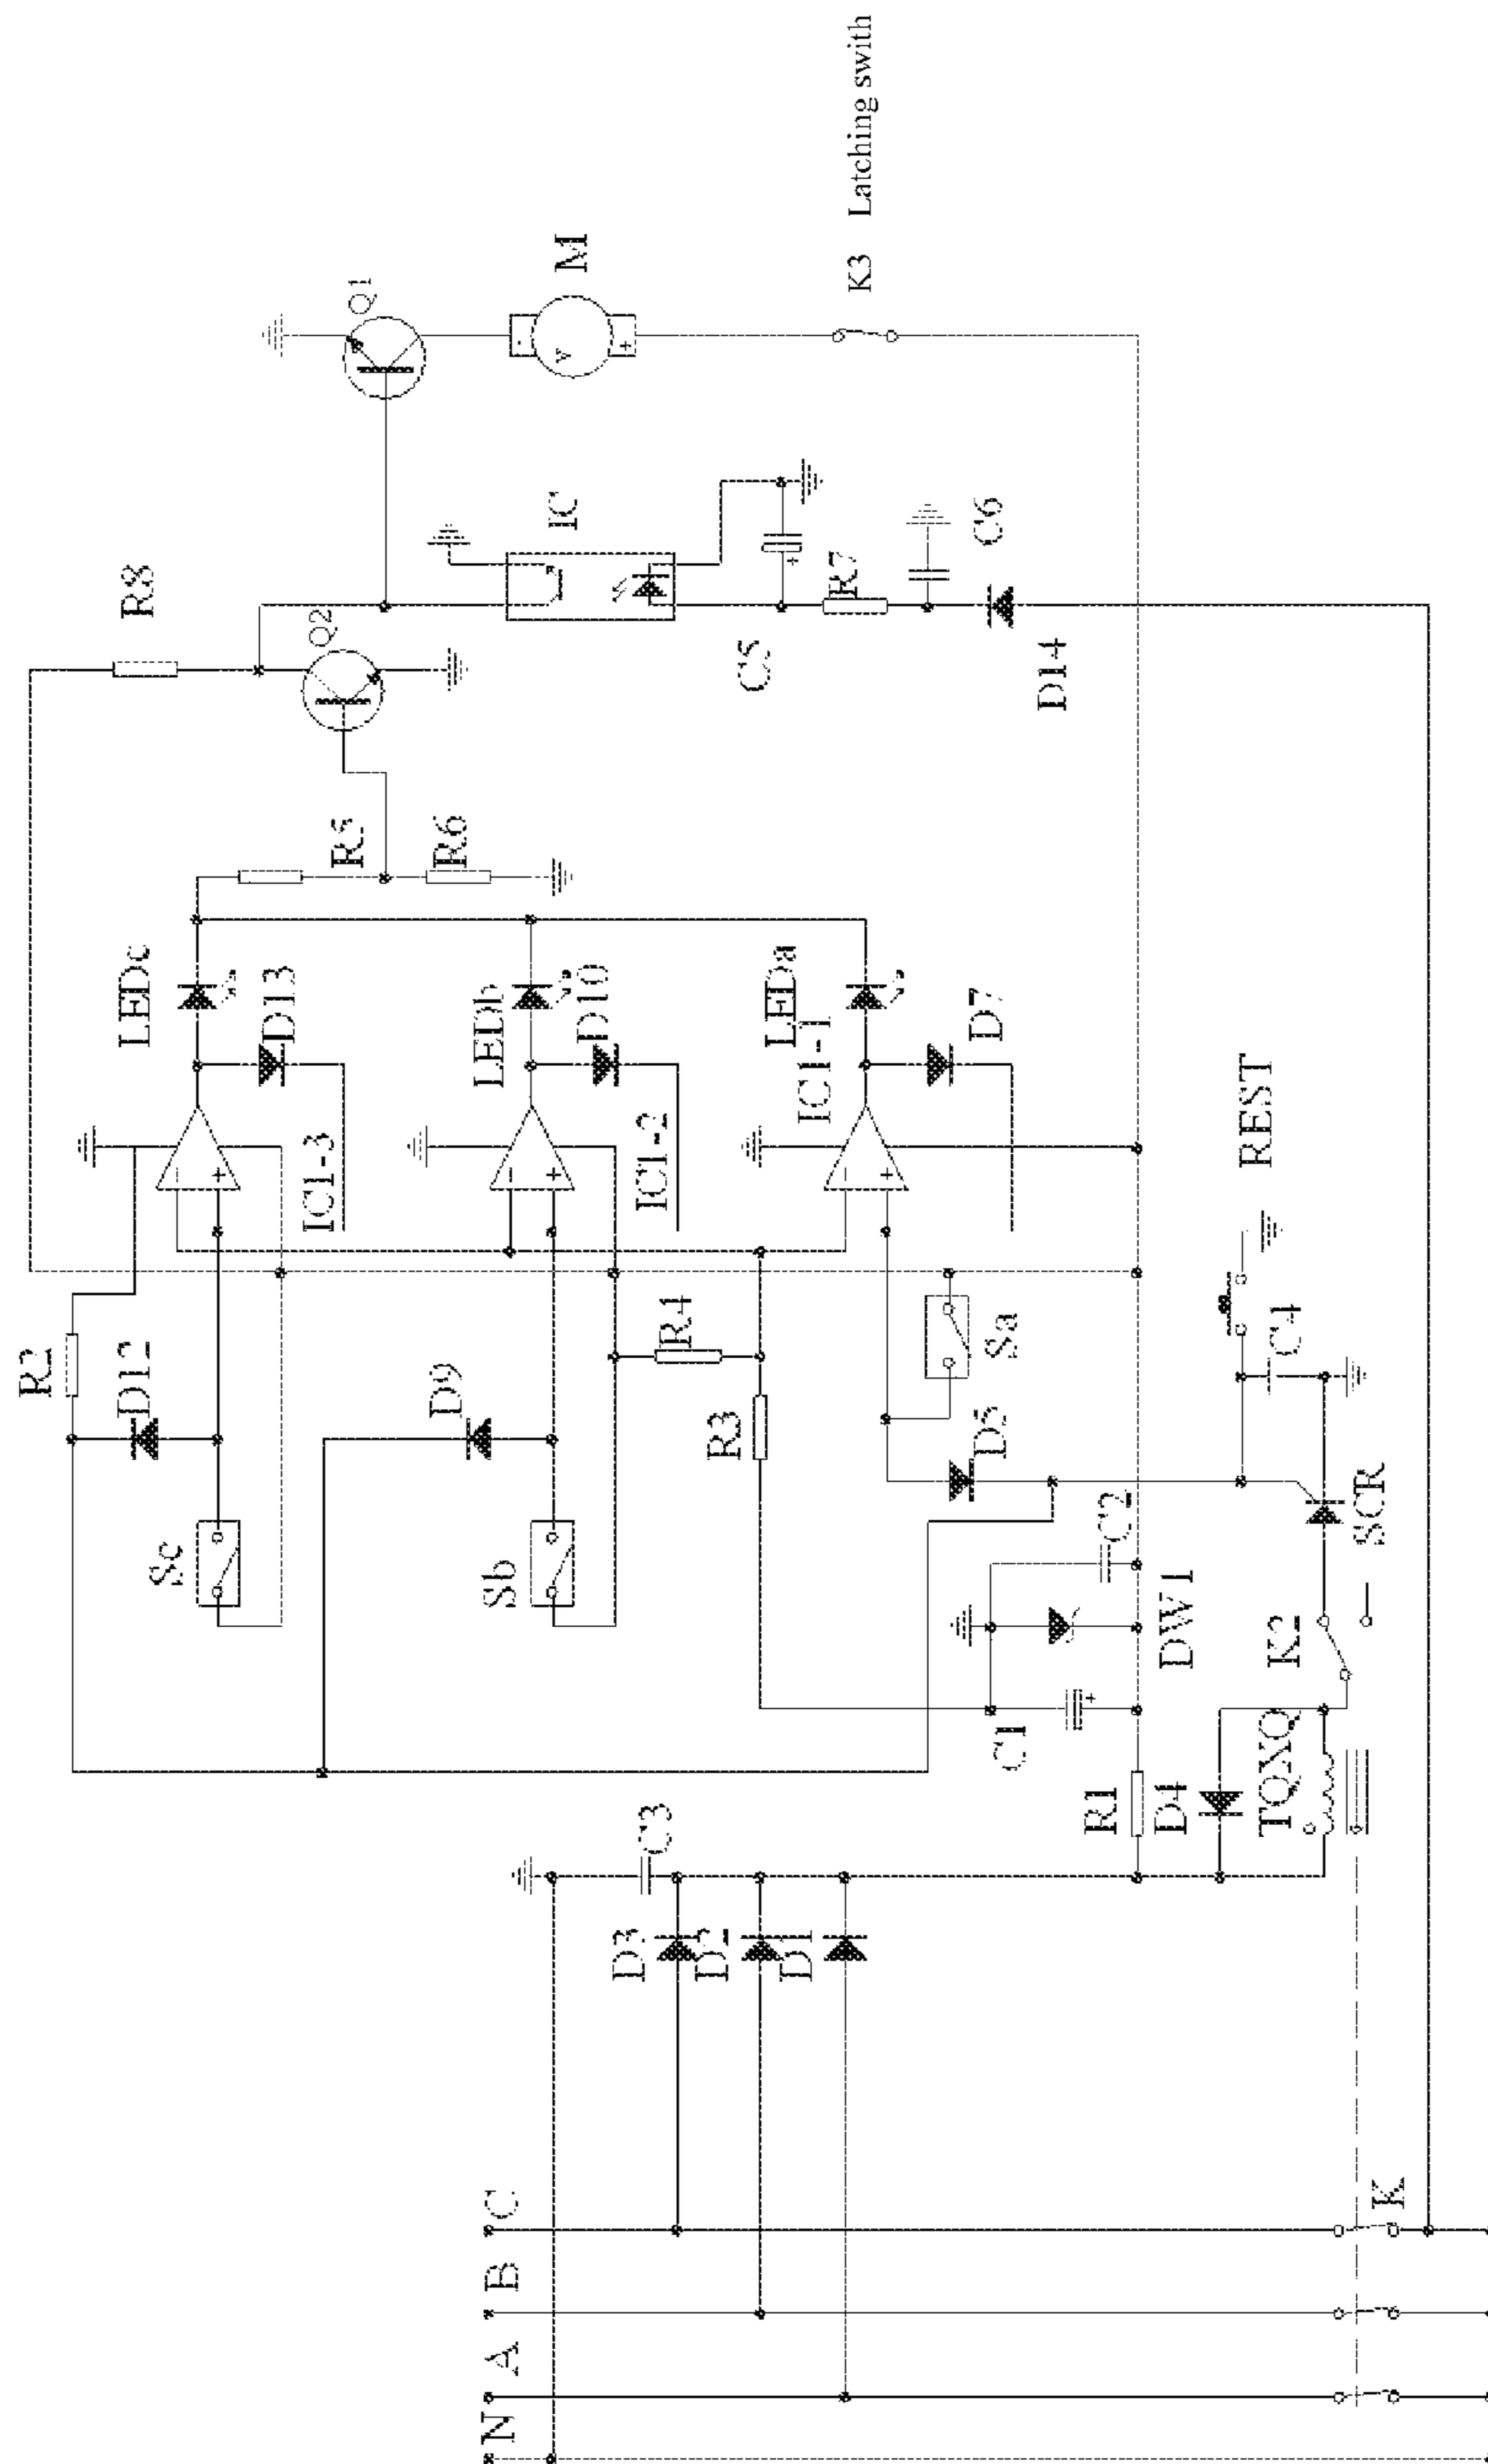 R8
Q1
M
K3 Latching swith
Q2
IC
R7
C6
C5
D14
R5
R6
LEDc
D13
LEDb
D10
LEDa
IC1-1
D7
IC1-3
IC1-2
REST
R2
D12
D9
R4
R3
Sa
D5
C4
SCR
Sc
Sb
C2
DW1
K2
C1
TQXQ
R1
D4
C3
D3
D2
D1
C
B
A
N
K